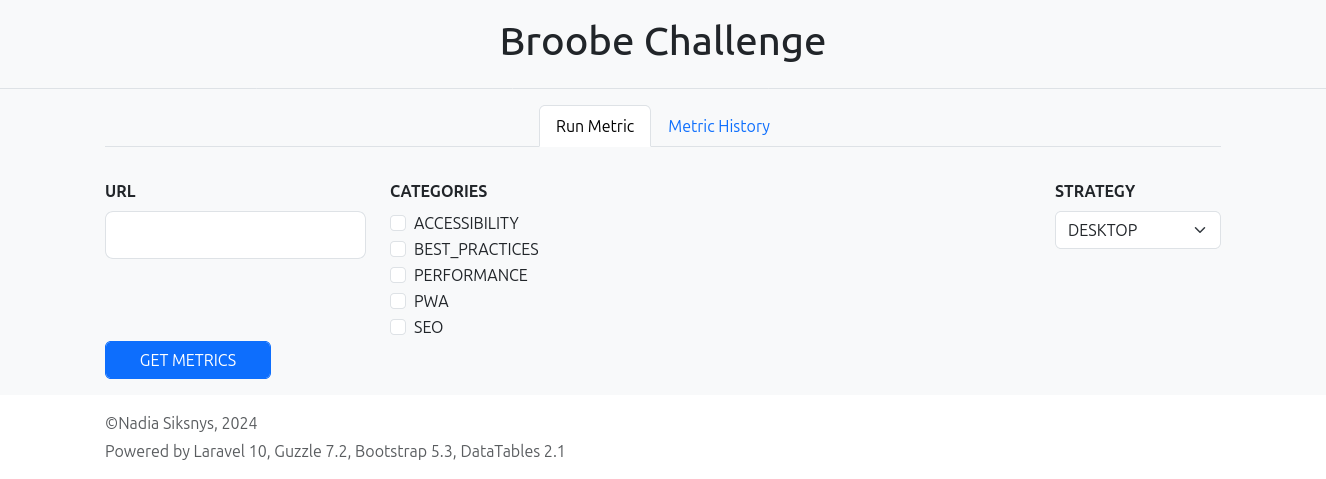 Broobe Challenge
Run Metric
Metric History
URL
CATEGORIES
STRATEGY
ACCESSIBILITY
BEST_PRACTICES
PERFORMANCE
PWA
SEO
DESKTOP
GET METRICS
©Nadia Siksnys, 2024
Powered by Laravel 10, Guzzle 7.2, Bootstrap 5.3, DataTables 2.1